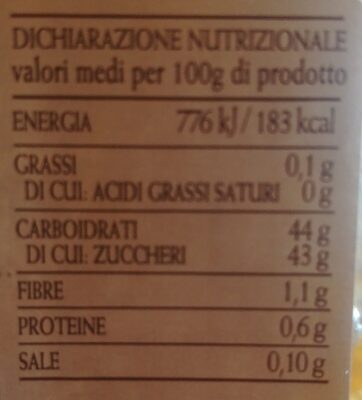 DICHIARAZIONE NUTRIZIONALE
valori medi per 100g di prodotto
ENERGIA 776 kJ/183 kcal
GRASSI 0,1 g
DI CUI: ACIDI GRASSI SATURI 0 g
CARBOIDRATI 44 g
DI CUI: ZUCCHERI 43 g
FIBRE 1,1 g
PROTEINE 0,6 g
SALE 0,10 g